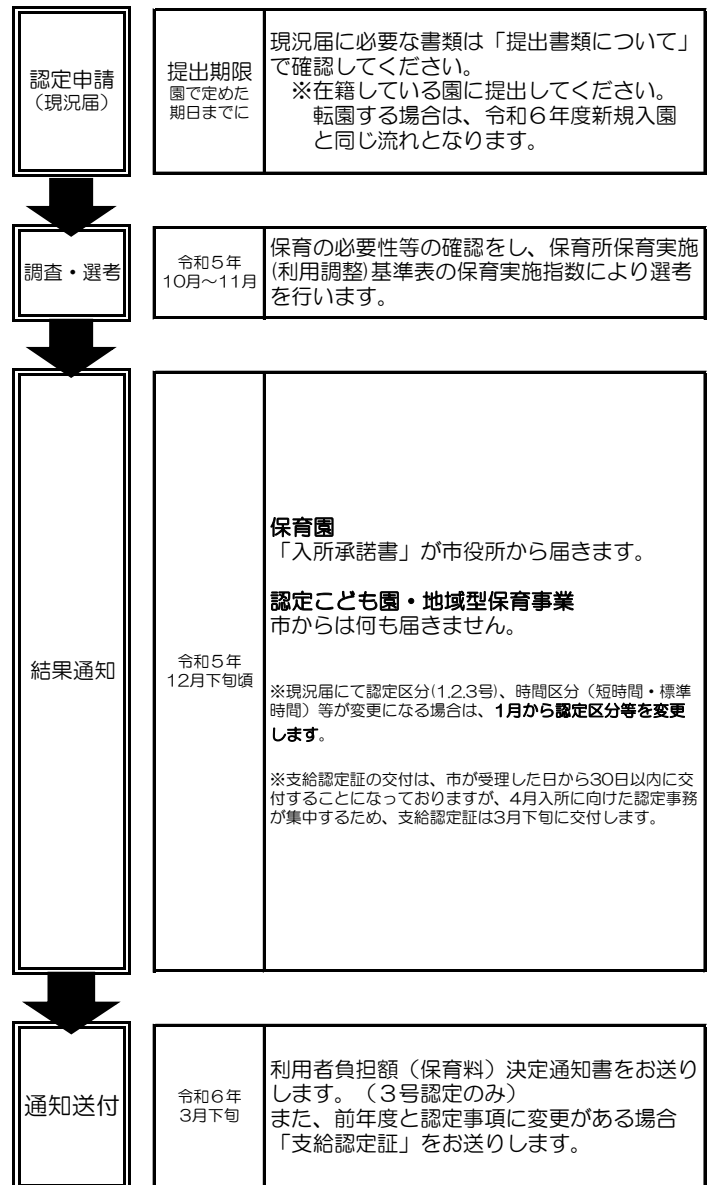 認定申請
（現況届）
提出期限
園で定めた
期日までに
現況届に必要な書類は「提出書類について」
で確認してください。
※在籍している園に提出してください。
転園する場合は、令和６年度新規入園
と同じ流れとなります。
調査・選考
令和５年
10月～11月
保育の必要性等の確認をし、保育所保育実施
(利用調整)基準表の保育実施指数により選考
を行います。
結果通知
令和５年
12月下旬頃
保育園
「入所承諾書」が市役所から届きます。
認定こども園・地域型保育事業
市からは何も届きません。
※現況届にて認定区分(1.2.3号)、時間区分（短時間・標準
時間）等が変更になる場合は、1月から認定区分等を変更
します。
※支給認定証の交付は、市が受理した日から30日以内に交
付することになっておりますが、4月入所に向けた認定事務
が集中するため、支給認定証は3月下旬に交付します。
通知送付
令和６年
3月下旬
利用者負担額（保育料）決定通知書をお送り
します。（３号認定のみ）
また、前年度と認定事項に変更がある場合
「支給認定証」をお送りします。